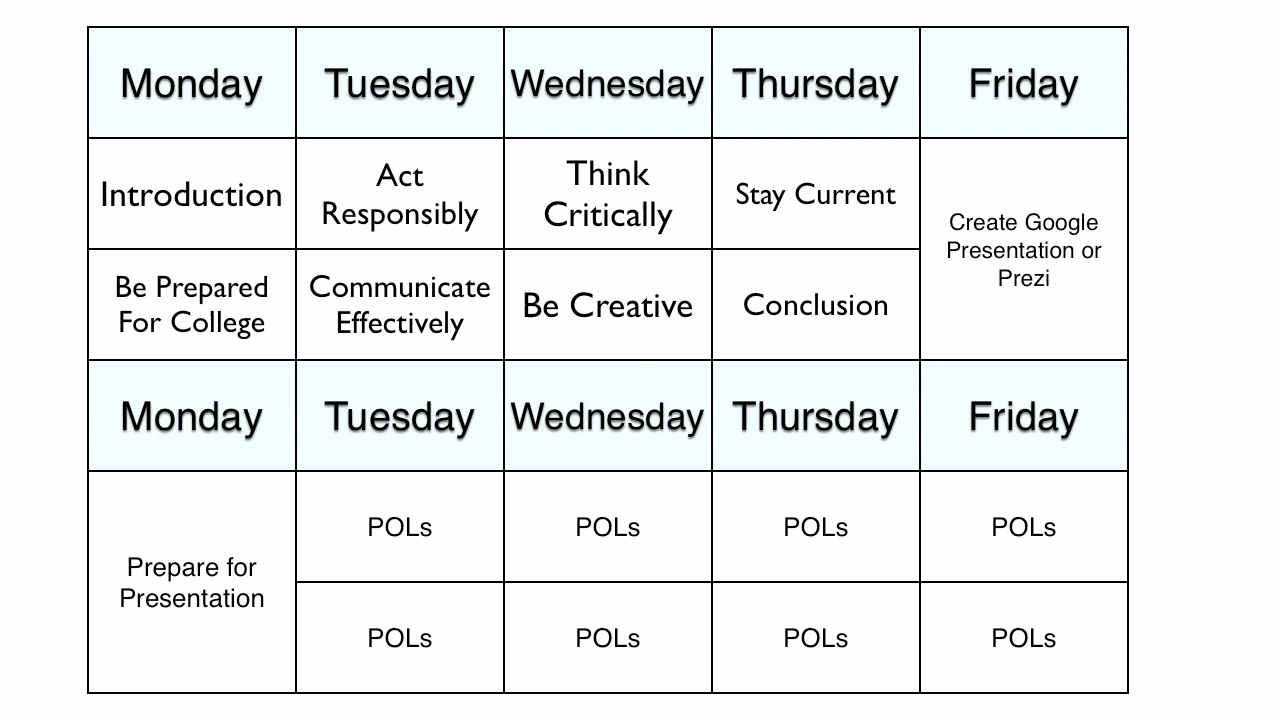 Monday
Tuesday
Wednesday
Thursday
Friday
Introduction
Act
Responsibly
Think
Critically
Stay Current
Create Google
Presentation or
Prezi
Be Prepared
For College
Communicate
Effectively
Be Creative
Conclusion
Monday
Tuesday
Wednesday
Thursday
Friday
Prepare for
Presentation
POLs
POLs
POLs
POLs
POLs
POLs
POLs
POLs